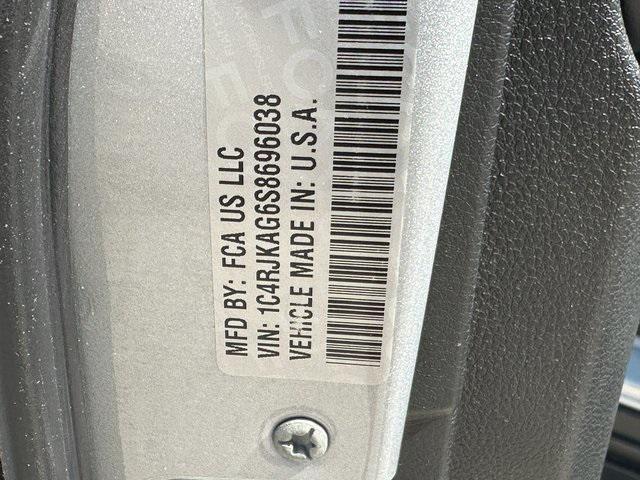 MFD BY: FCA US LLC
VIN: 1C4RJKAG6S8696038
VEHICLE MADE IN: U.S.A.